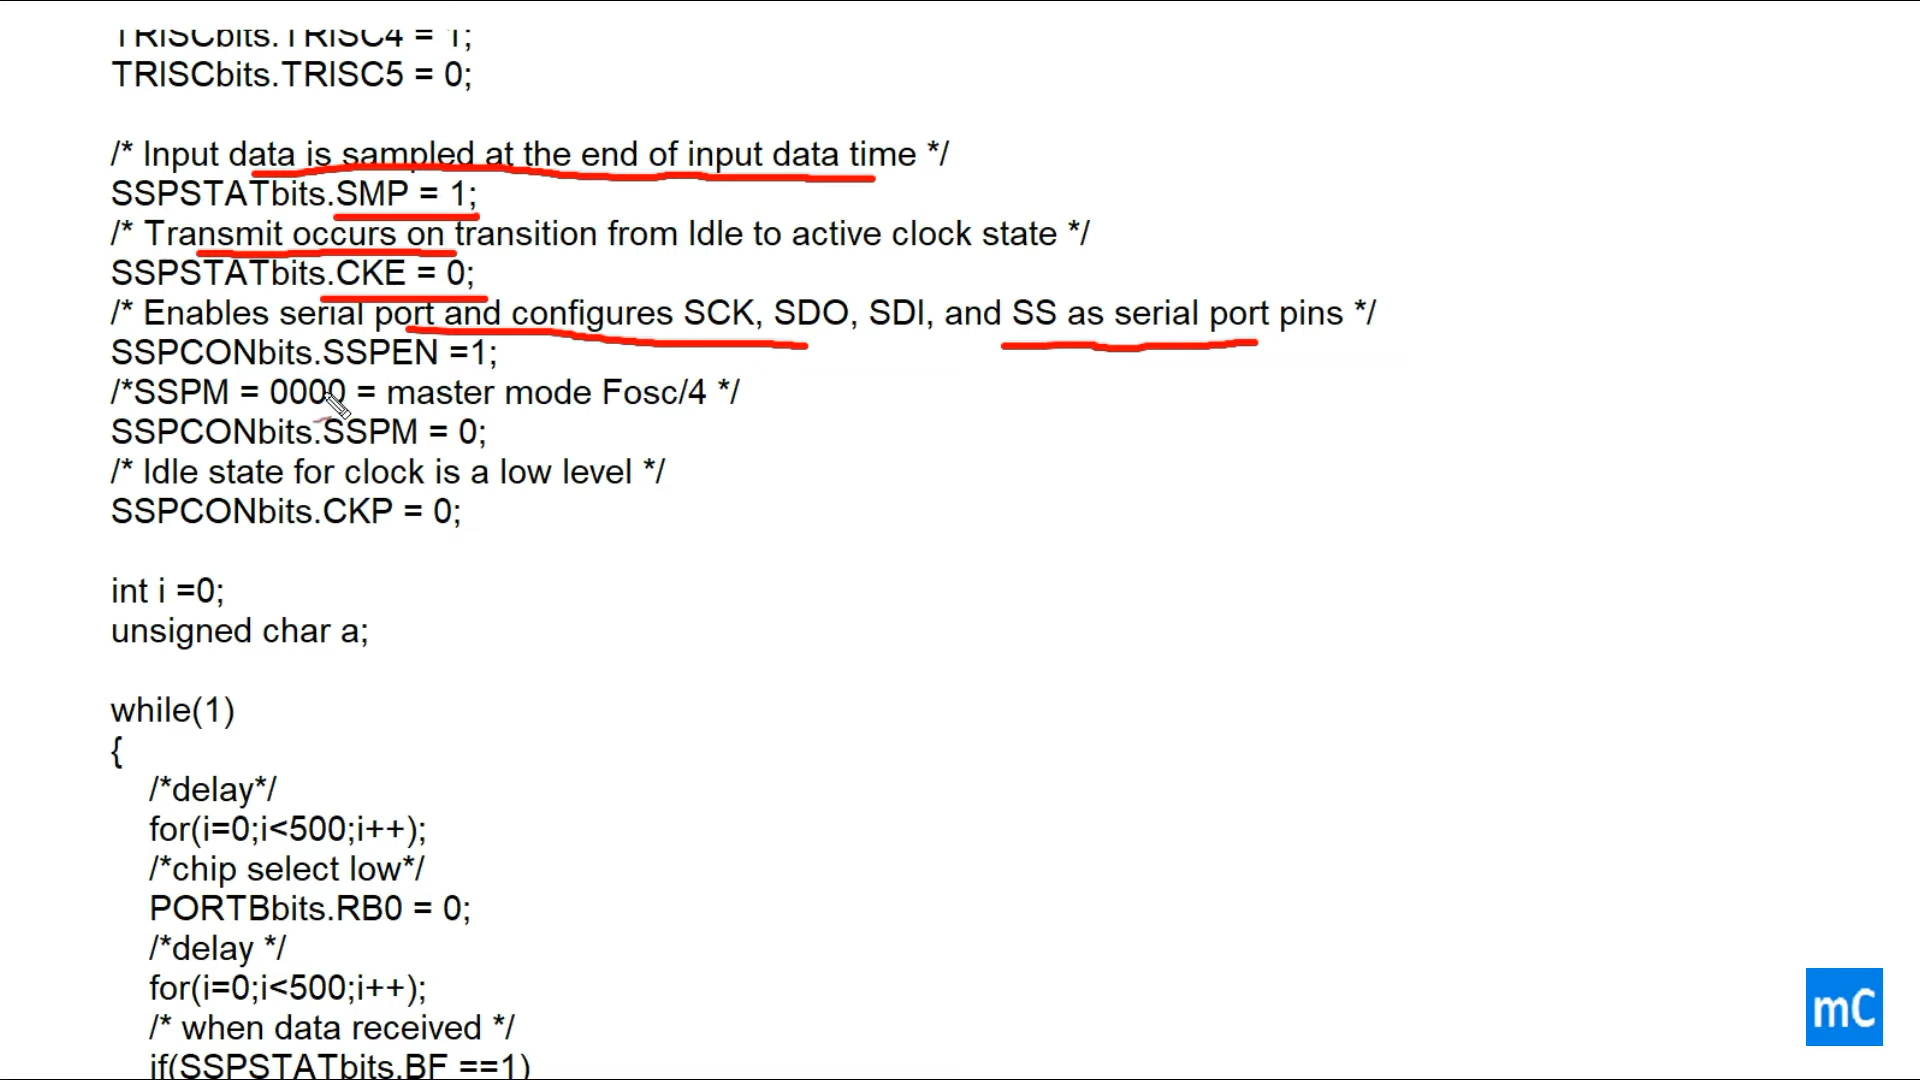 TRISCbits.TRISC4 = 1;
TRISCbits.TRISC5 = 0;
/* Input data is sampled at the end of input data time */
SSPSTATbits.SMP = 1;
/* Transmit occurs on transition from Idle to active clock state */
SSPSTATbits.CKE = 0;
/* Enables serial port and configures SCK, SDO, SDI, and SS as serial port pins */
SSPCONbits.SSPEN =1;
/*SSPM = 0000 = master mode Fosc/4 */
SSPCONbits.SSPM = 0;
/* Idle state for clock is a low level */
SSPCONbits.CKP = 0;
int i =0;
unsigned char a;
while(1)
{
/*delay*/
for(i=0;i<500;i++);
/*chip select low*/
PORTBbits.RB0 = 0;
/*delay */
for(i=0;i<500;i++);
/* when data received */
if(SSPSTATbits.BF ==1)
mC